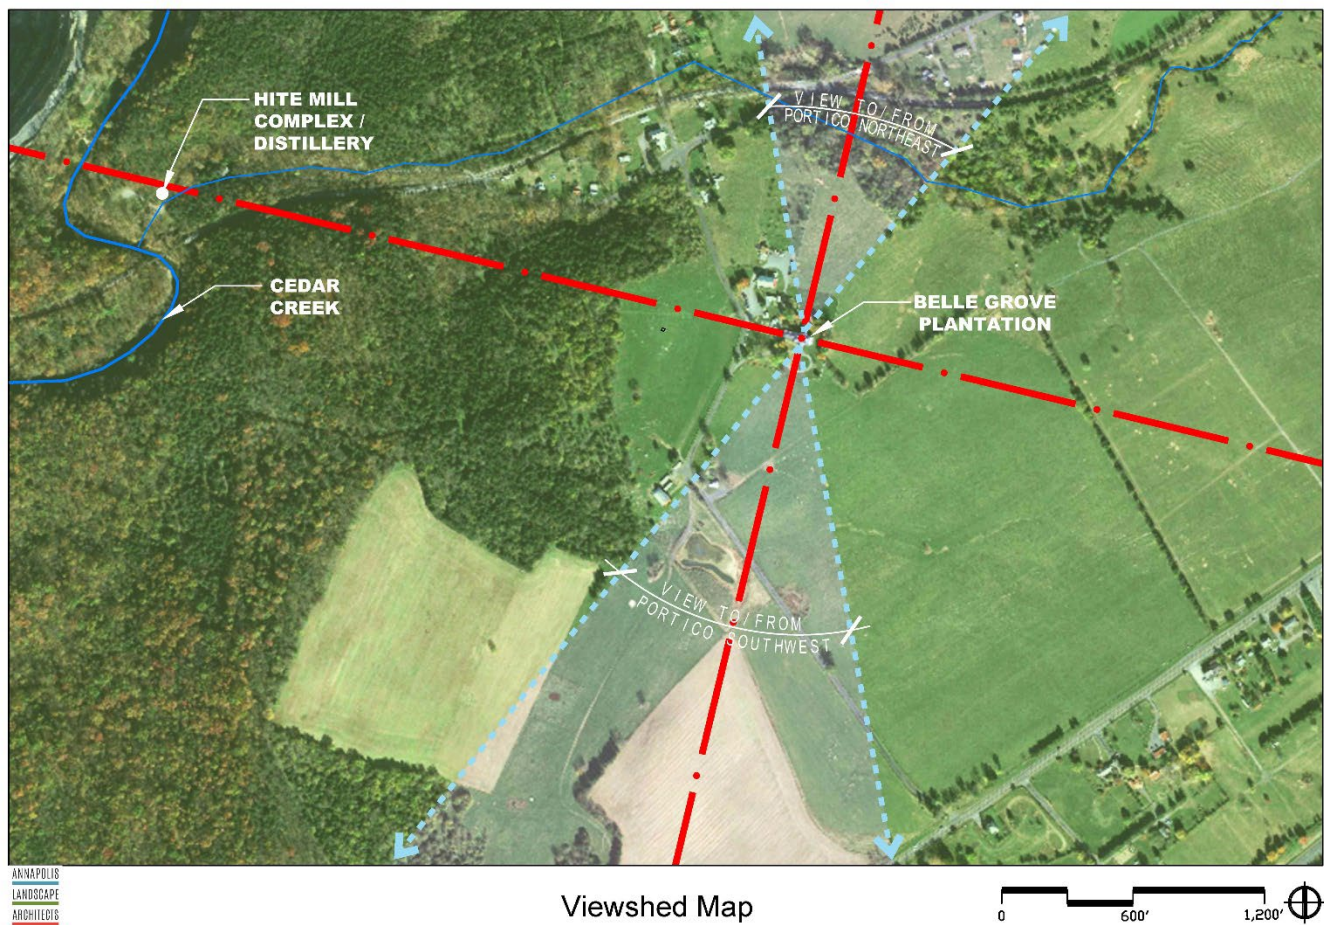 HITE MILL
COMPLEX /
DISTILLERY
VIEW TO/FROM
PORTICO NORTHEAST
CEDAR
CREEK
BELLE GROVE
PLANTATION
VIEW TO/FROM
PORTICO SOUTHWEST
ANNAPOLIS
LANDSCAPE
ARCHITECTS
Viewshed Map
0 600' 1,200'